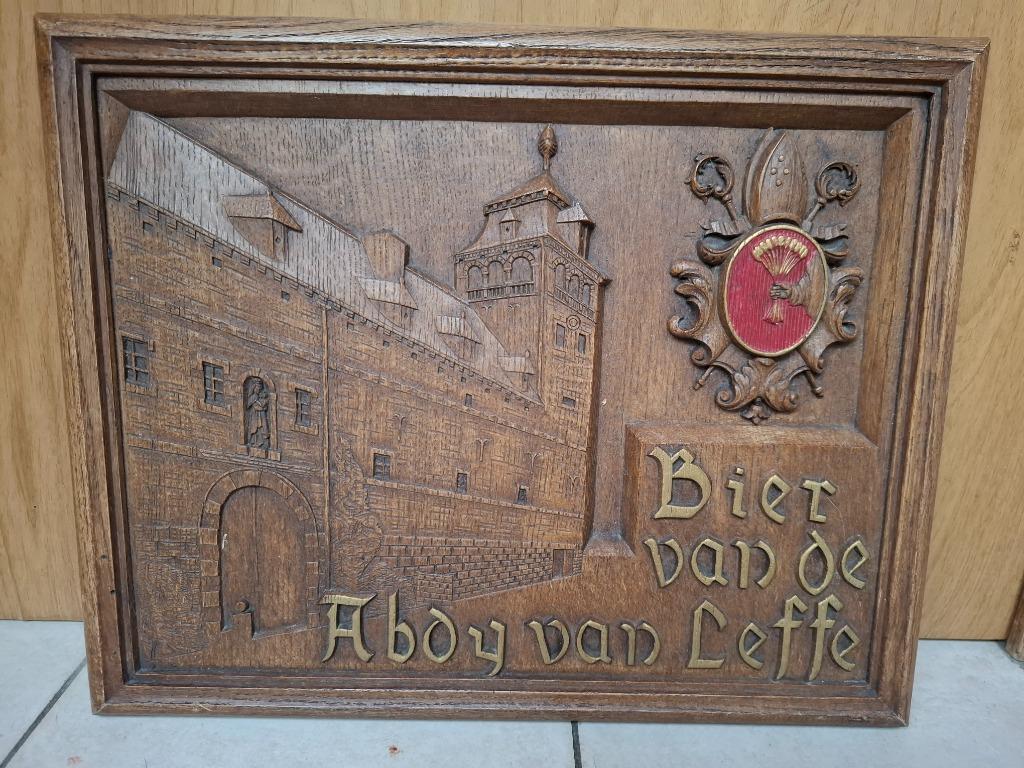 Bier
van de
Abdy van Leffe